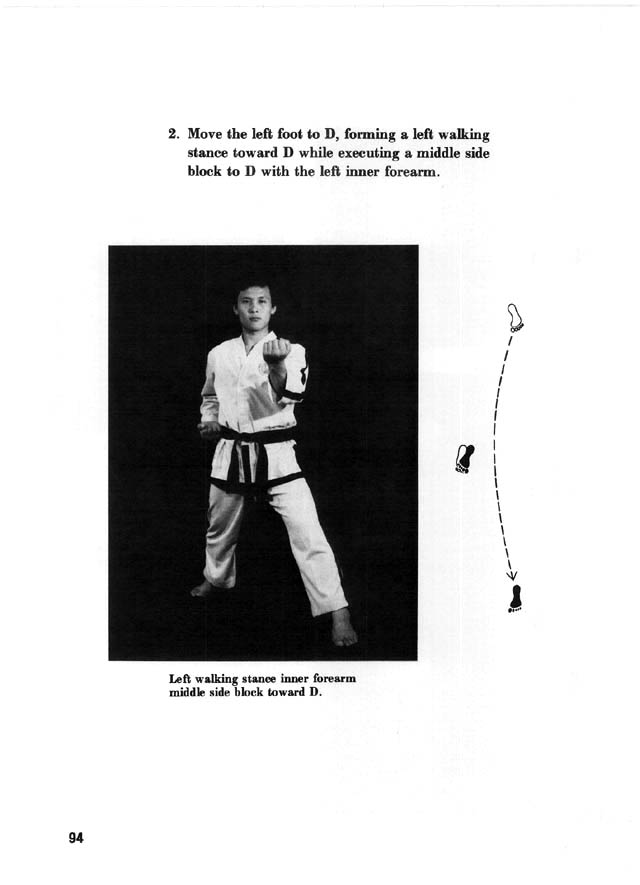 2. Move the left foot to D, forming a left walking
stance toward D while executing a middle side
block to D with the left inner forearm.
Left walking stance inner forearm
middle side block toward D.
94